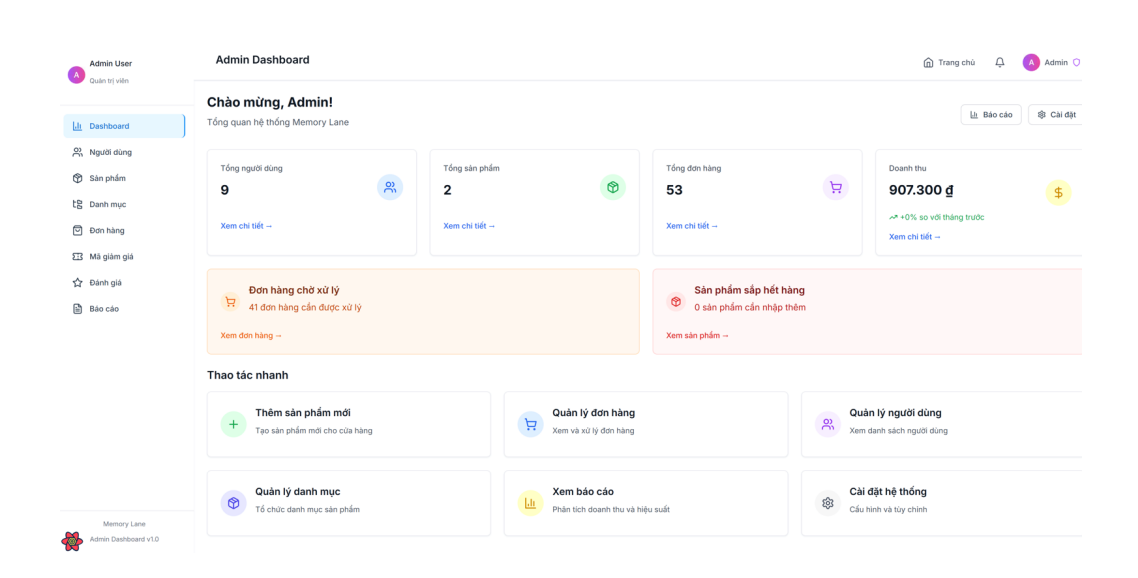 Admin User
A
Quản trị viên
Admin Dashboard
Trang chủ
A
Admin
Dashboard
Người dùng
Sản phẩm
Danh mục
Đơn hàng
Mã giảm giá
Đánh giá
Báo cáo
Memory Lane
Admin Dashboard v1.0
Chào mừng, Admin!
Tổng quan hệ thống Memory Lane
Báo cáo
Cài đặt
Tổng người dùng
9
Xem chi tiết →
Tổng sản phẩm
2
Xem chi tiết →
Tổng đơn hàng
53
Xem chi tiết →
Doanh thu
907.300 ₫
+0% so với tháng trước
Xem chi tiết →
Đơn hàng chờ xử lý
41 đơn hàng cần được xử lý
Xem đơn hàng →
Sản phẩm sắp hết hàng
0 sản phẩm cần nhập thêm
Xem sản phẩm →
Thao tác nhanh
Thêm sản phẩm mới
Tạo sản phẩm mới cho cửa hàng
Quản lý đơn hàng
Xem và xử lý đơn hàng
Quản lý người dùng
Xem danh sách người dùng
Quản lý danh mục
Tổ chức danh mục sản phẩm
Xem báo cáo
Phân tích doanh thu và hiệu suất
Cài đặt hệ thống
Cấu hình và tùy chỉnh